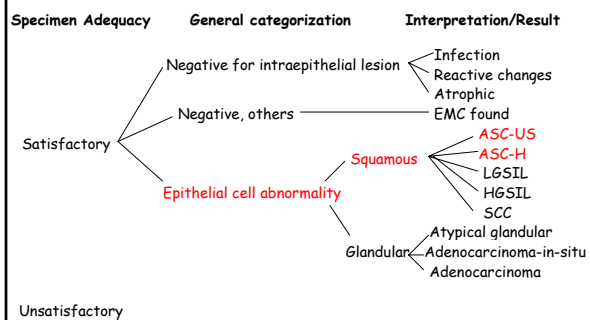 Specimen Adequacy General categorization Interpretation/Result
Negative for intraepithelial lesion
Infection
Reactive changes
Atrophic
Negative, others
EMC found
Satisfactory
Epithelial cell abnormality
Squamous
ASC-US
ASC-H
LGSIL
HGSIL
SCC
Glandular
Atypical glandular
Adenocarcinoma-in-situ
Adenocarcinoma
Unsatisfactory